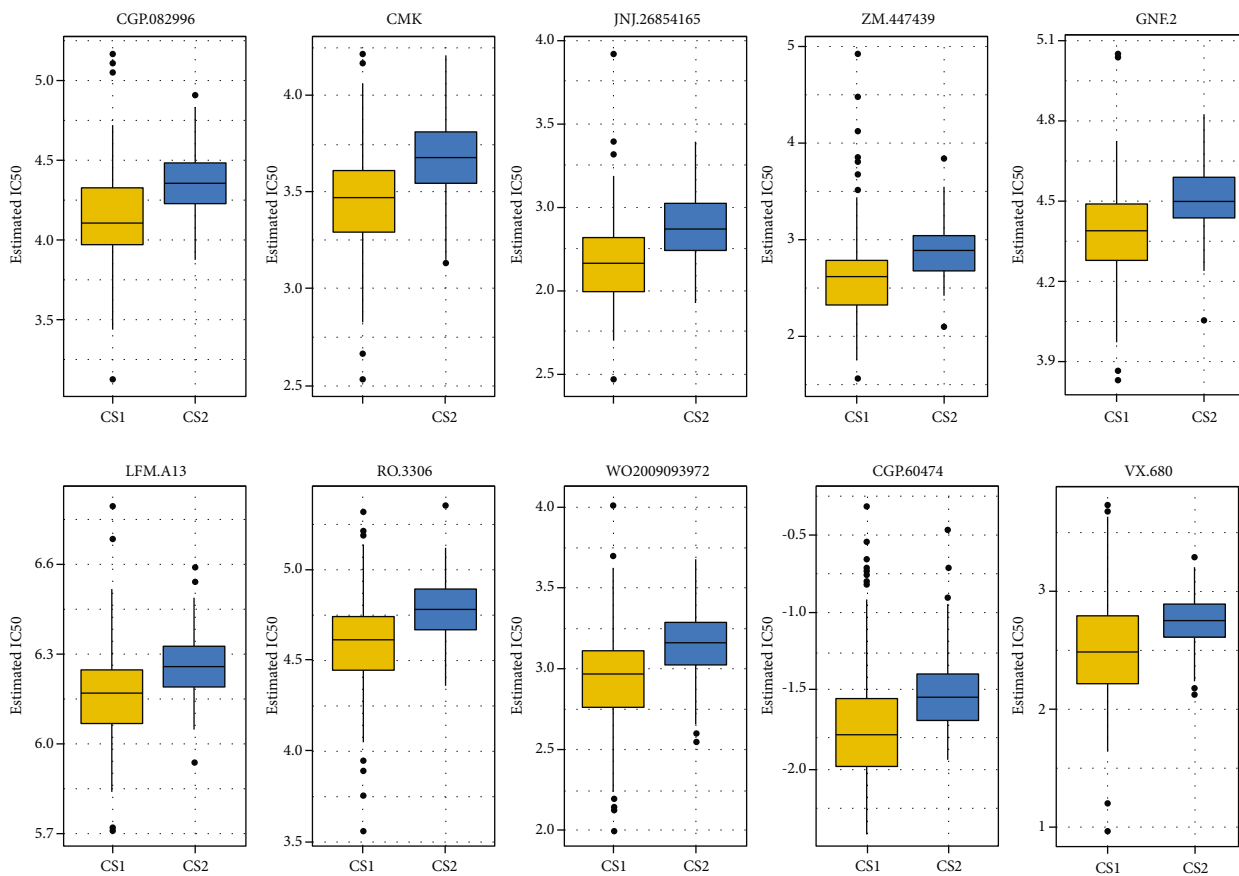 CGP.082996
CMK
JNJ.26854165
ZM.447439
GNF.2
Estimated IC50
5.0
4.5
4.0
3.5
CS1
CS2
Estimated IC50
4.0
3.5
3.0
2.5
CS2
Estimated IC50
4.0
3.5
3.0
2.0
2.5
CS1
CS2
Estimated IC50
5
4
3
2
CS1
CS2
Estimated IC50
5.1
4.8
4.5
4.2
3.9
CS1
CS2
LFM.A13
RO.3306
WO2009093972
CGP.60474
VX.680
Estimated IC50
6.6
6.3
6.0
5.7
CS1
CS2
Estimated IC50
5.0
4.5
4.0
3.5
CS1
CS2
Estimated IC50
4.0
3.5
3.0
2.5
2.0
CS1
CS2
Estimated IC50
-0.5
-1.0
-1.5
-2.0
CS1
CS2
Estimated IC50
3
2
1
CS1
CS2